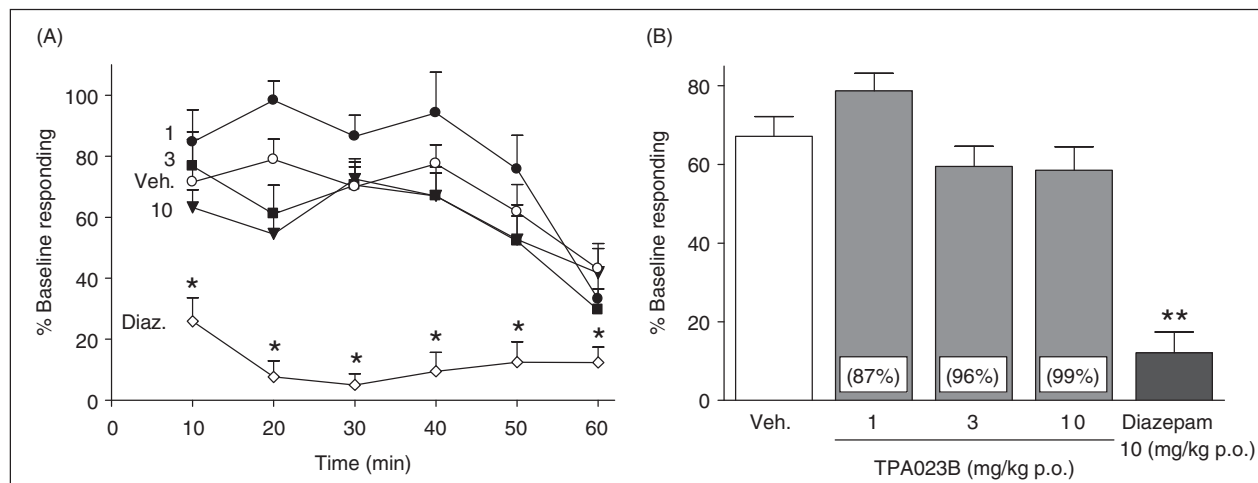 (A)
% Baseline responding
100
80
60
40
20
0
1
3
Veh.
10
Diaz.
*
*
*
*
*
*
0 10 20 30 40 50 60
Time (min)
(B)
% Baseline responding
80
60
40
20
0
**
(87%) (96%) (99%)
Veh. 1 3 10 Diazepam
10 (mg/kg p.o.)
TPA023B (mg/kg p.o.)